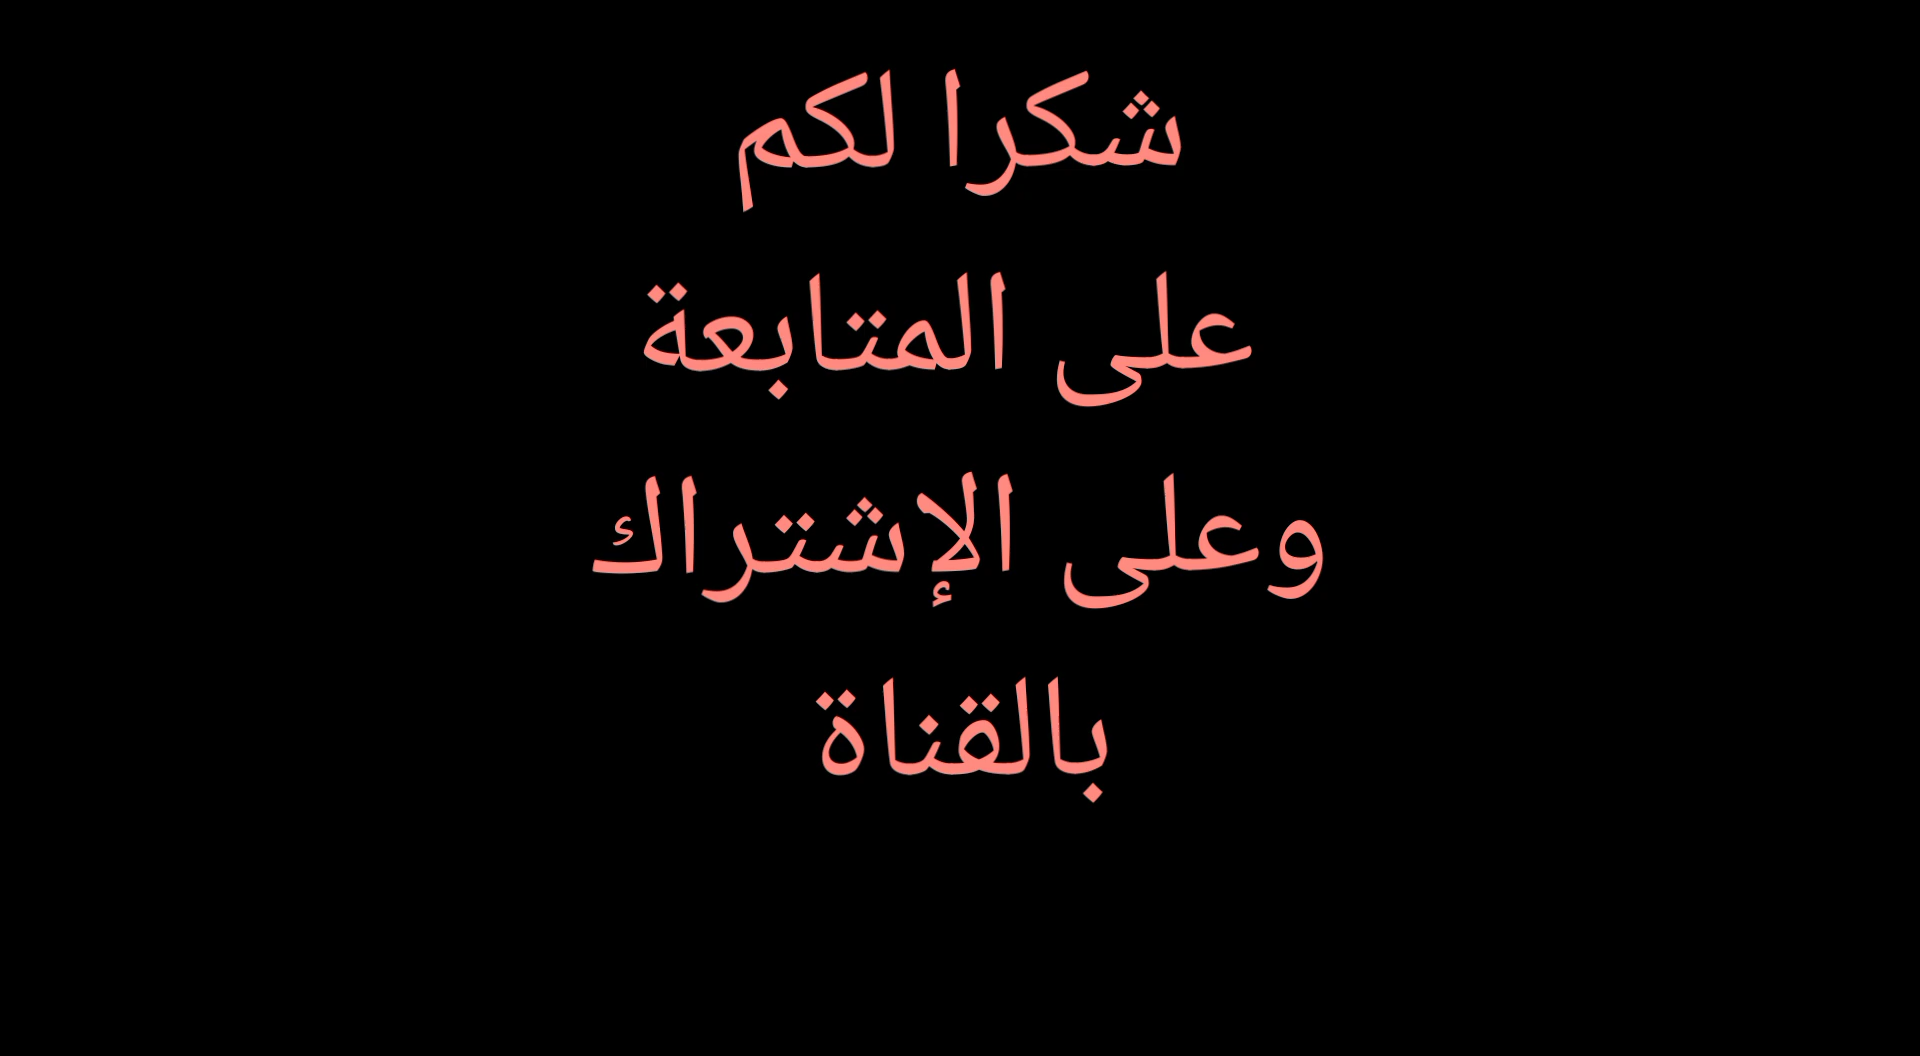 شكرا لكم
على المتابعة
وعلى الإشتراك
بالقناة